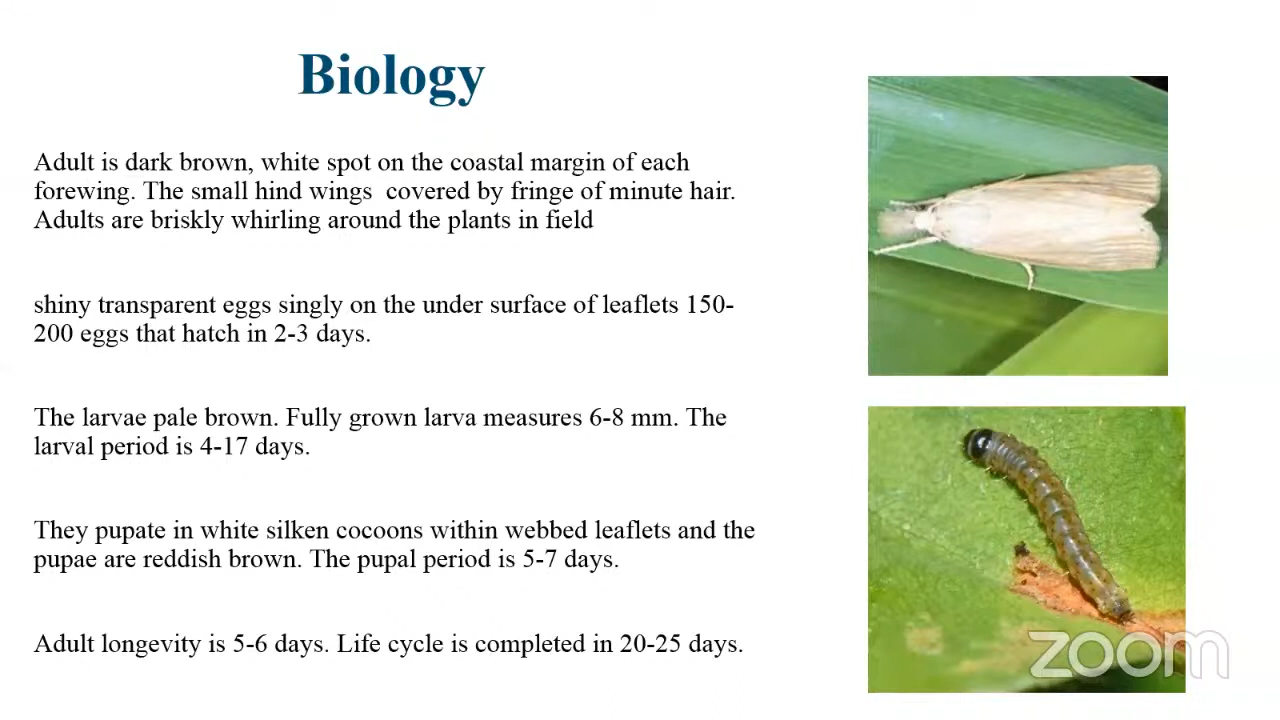 Biology
Adult is dark brown, white spot on the coastal margin of each
forewing. The small hind wings  covered by fringe of minute hair.
Adults are briskly whirling around the plants in field
shiny transparent eggs singly on the under surface of leaflets 150-
200 eggs that hatch in 2-3 days.
The larvae pale brown. Fully grown larva measures 6-8 mm. The
larval period is 4-17 days.
They pupate in white silken cocoons within webbed leaflets and the
pupae are reddish brown. The pupal period is 5-7 days.
Adult longevity is 5-6 days. Life cycle is completed in 20-25 days.
zoom